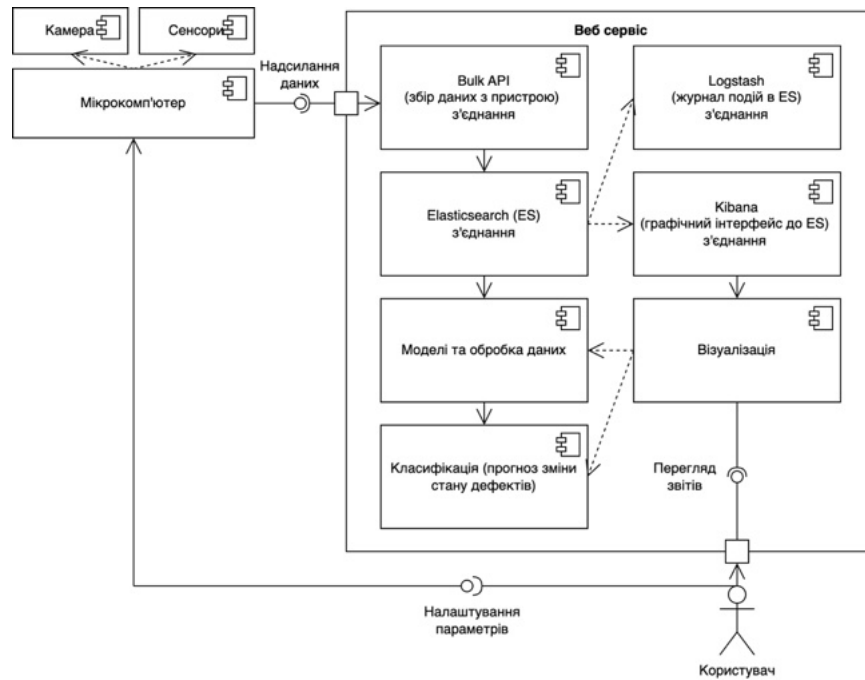 Камера
Сенсори
Мікрокомп'ютер
Надсилання
даних
Веб сервіс
Bulk API
(збір даних з пристрою)
з'єднання
Logstash
(журнал подій в ES)
з'єднання
Elasticsearch (ES)
з'єднання
Kibana
(графічний інтерфейс до ES)
з'єднання
Моделі та обробка даних
Візуалізація
Класифікація (прогноз зміни
стану дефектів)
Перегляд
звітів
Налаштування
параметрів
Користувач